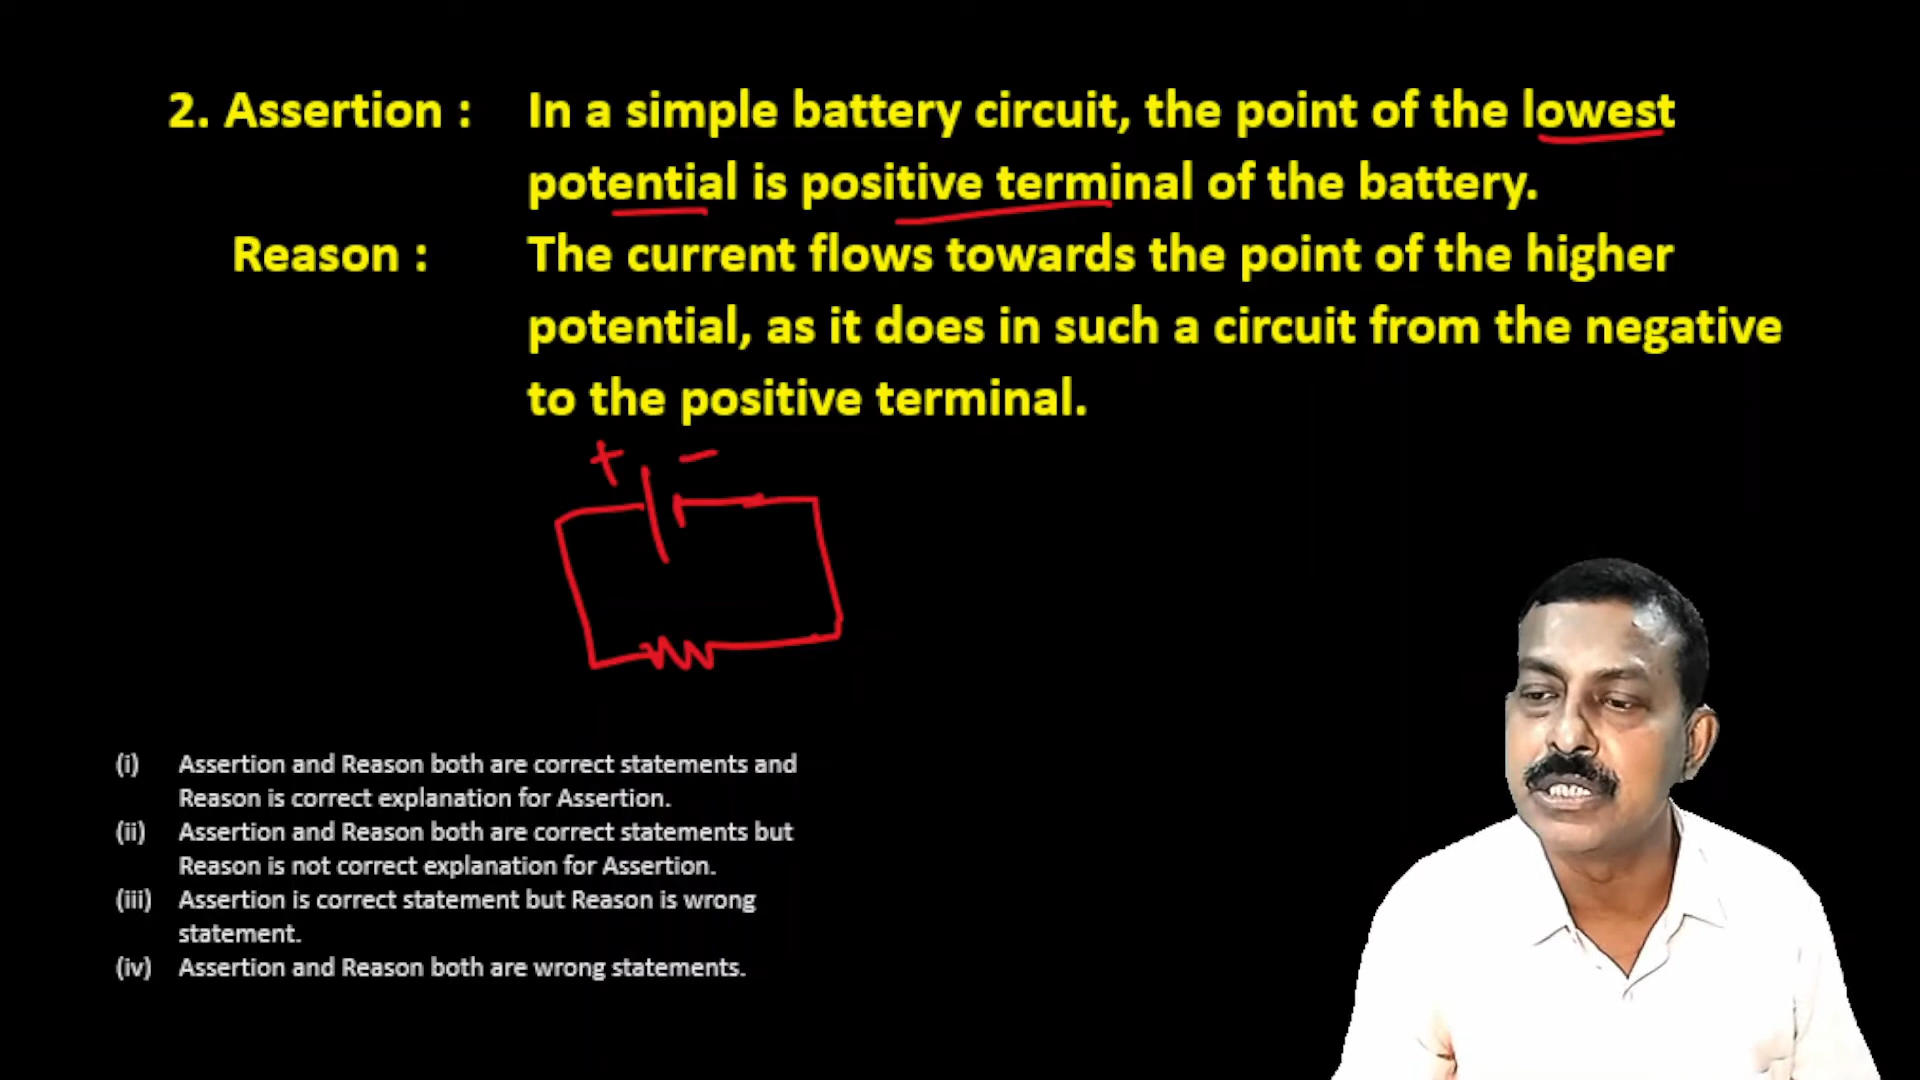 2. Assertion : In a simple battery circuit, the point of the lowest
potential is positive terminal of the battery.
Reason : The current flows towards the point of the higher
potential, as it does in such a circuit from the negative
to the positive terminal.
+ −
(i) Assertion and Reason both are correct statements and
Reason is correct explanation for Assertion.
(ii) Assertion and Reason both are correct statements but
Reason is not correct explanation for Assertion.
(iii) Assertion is correct statement but Reason is wrong
statement.
(iv) Assertion and Reason both are wrong statements.